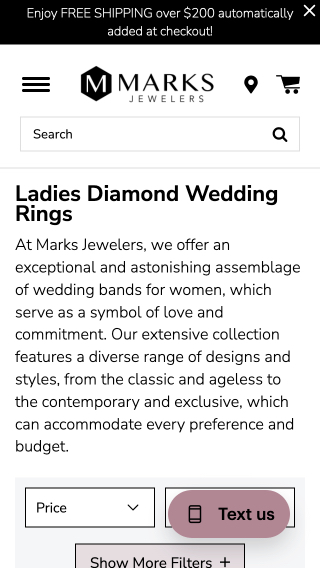 Enjoy FREE SHIPPING over $200 automatically
added at checkout!
M MARKS
JEWELERS
Search
Ladies Diamond Wedding
Rings
At Marks Jewelers, we offer an
exceptional and astonishing assemblage
of wedding bands for women, which
serve as a symbol of love and
commitment. Our extensive collection
features a diverse range of designs and
styles, from the classic and ageless to
the contemporary and exclusive, which
can accommodate every preference and
budget.
Price
Text us
Show More Filters +